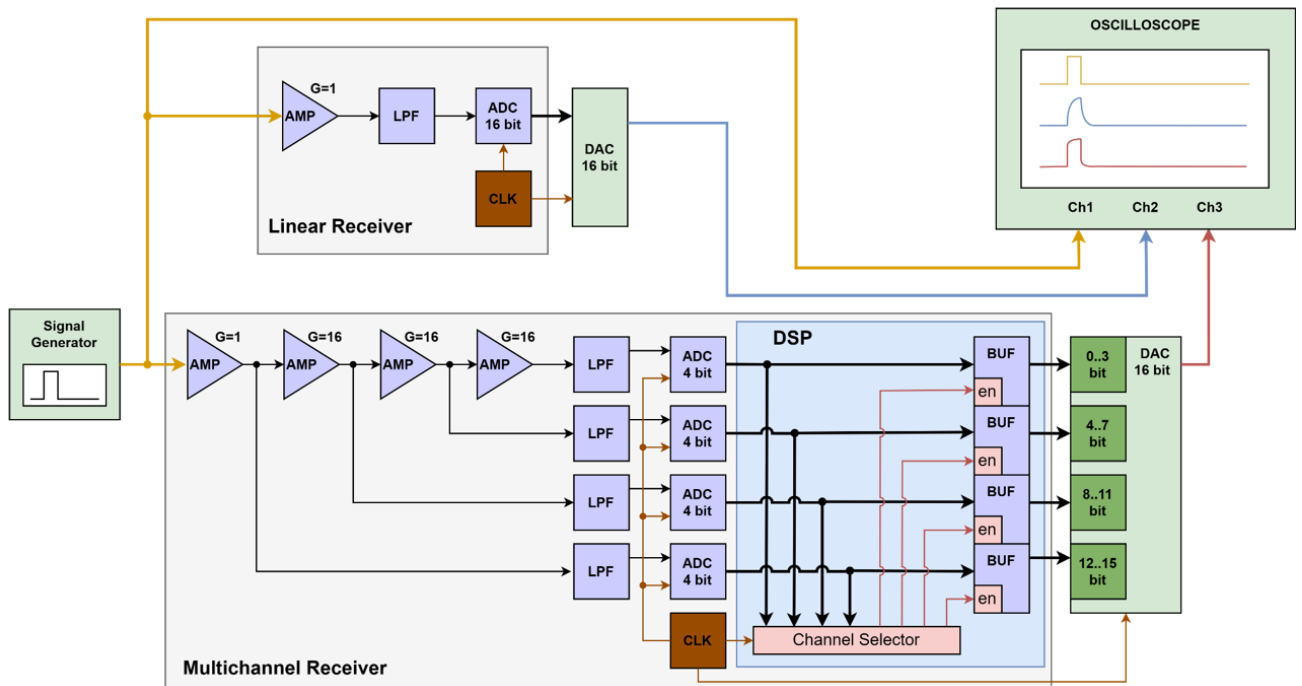 OSCILLOSCOPE
Ch1
Ch2
Ch3
G=1
AMP
LPF
ADC
16 bit
DAC
16 bit
CLK
Linear Receiver
Signal
Generator
G=1
G=16
G=16
G=16
AMP
AMP
AMP
AMP
DSP
LPF
ADC
4 bit
BUF
en
0..3
bit
DAC
16 bit
LPF
ADC
4 bit
BUF
en
4..7
bit
LPF
ADC
4 bit
BUF
en
8..11
bit
LPF
ADC
4 bit
BUF
en
12..15
bit
CLK
Channel Selector
Multichannel Receiver